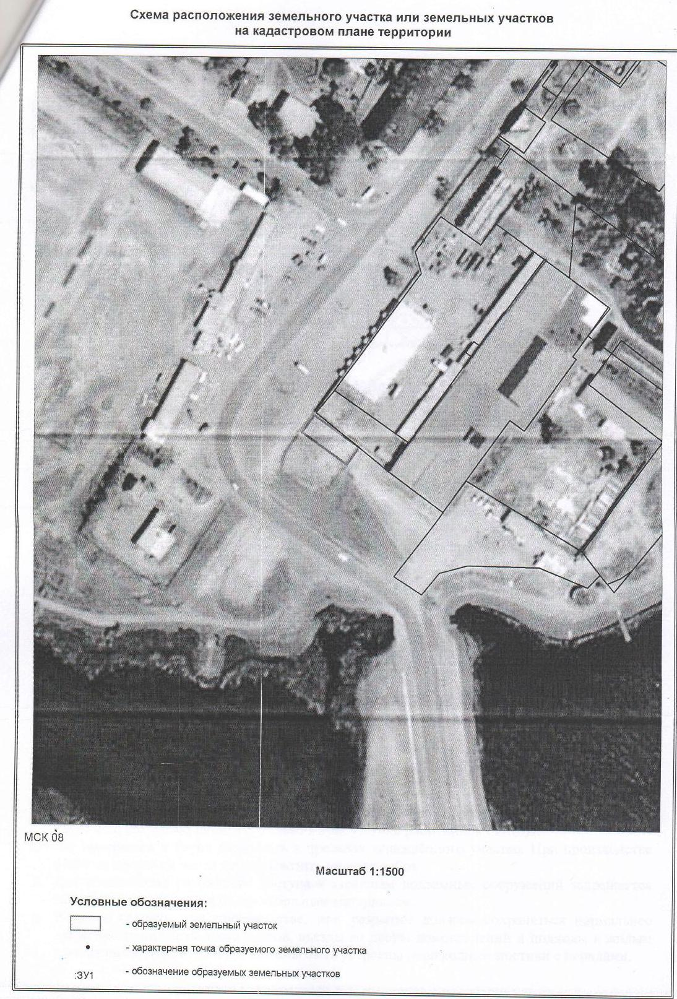 Схема расположения земельного участка или земельных участков
на кадастровом плане территории
МСК 08
Масштаб 1:1500
Условные обозначения:
- образуемый земельный участок
- характерная точка образуемого земельного участка
:ЗУ1 - обозначение образуемых земельных участков